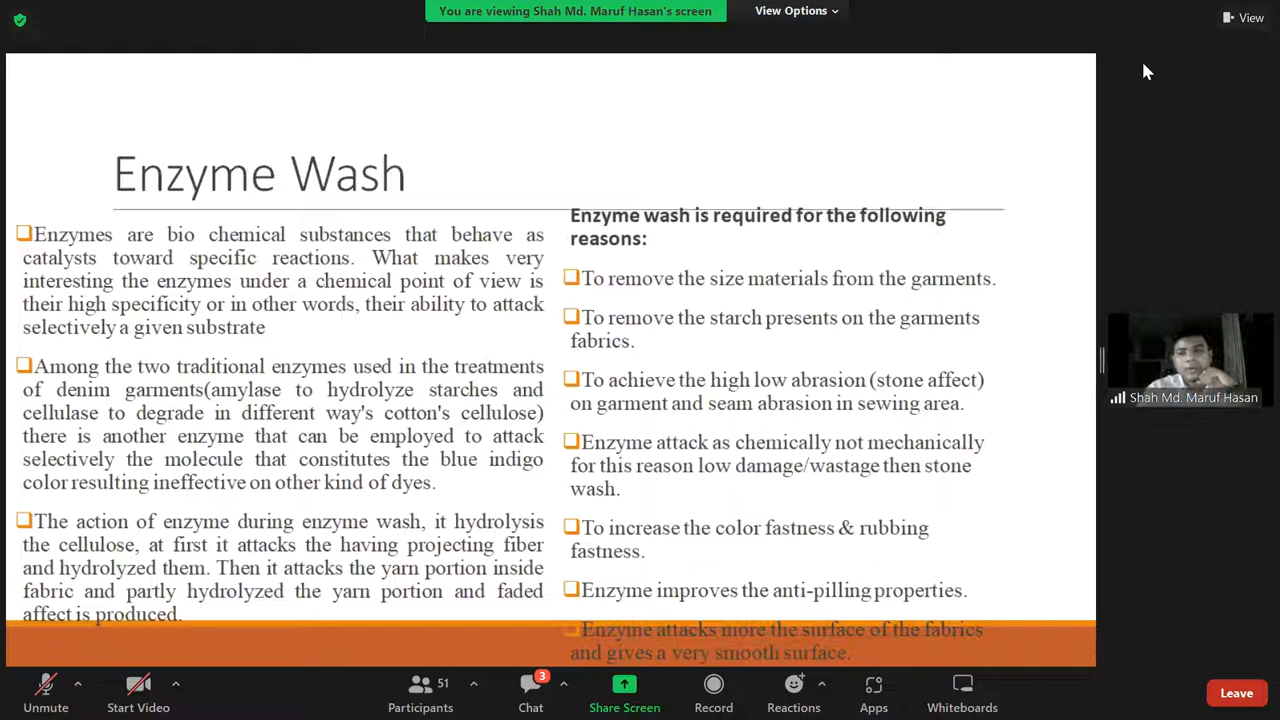 You are viewing Shah Md. Maruf Hasan's screen
View Options
View
Enzyme Wash
Enzymes are bio chemical substances that behave as
catalysts toward specific reactions. What makes very
interesting the enzymes under a chemical point of view is
their high specificity or in other words, their ability to attack
selectively a given substrate
Among the two traditional enzymes used in the treatments
of denim garments(amylase to hydrolyze starches and
cellulase to degrade in different way's cotton's cellulose)
there is another enzyme that can be employed to attack
selectively the molecule that constitutes the blue indigo
color resulting ineffective on other kind of dyes.
The action of enzyme during enzyme wash, it hydrolysis
the cellulose, at first it attacks the having projecting fiber
and hydrolyzed them. Then it attacks the yarn portion inside
fabric and partly hydrolyzed the yarn portion and faded
affect is produced.
Enzyme wash is required for the following
reasons:
To remove the size materials from the garments.
To remove the starch presents on the garments
fabrics.
To achieve the high low abrasion (stone affect)
on garment and seam abrasion in sewing area.
Enzyme attack as chemically not mechanically
for this reason low damage/wastage then stone
wash.
To increase the color fastness & rubbing
fastness.
Enzyme improves the anti-pilling properties.
Enzyme attacks more the surface of the fabrics
and gives a very smooth surface.
Shah Md. Maruf Hasan
Unmute
Start Video
51
Participants
3
Chat
Share Screen
Record
Reactions
Apps
Whiteboards
Leave